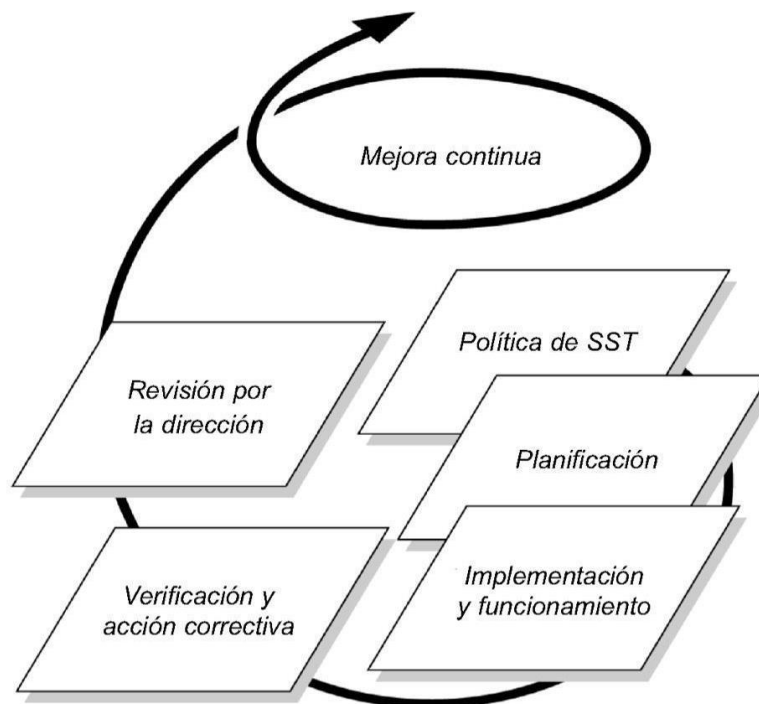 Mejora continua
Política de SST
Revisión por
la dirección
Planificación
Implementación
y funcionamiento
Verificación y
acción correctiva